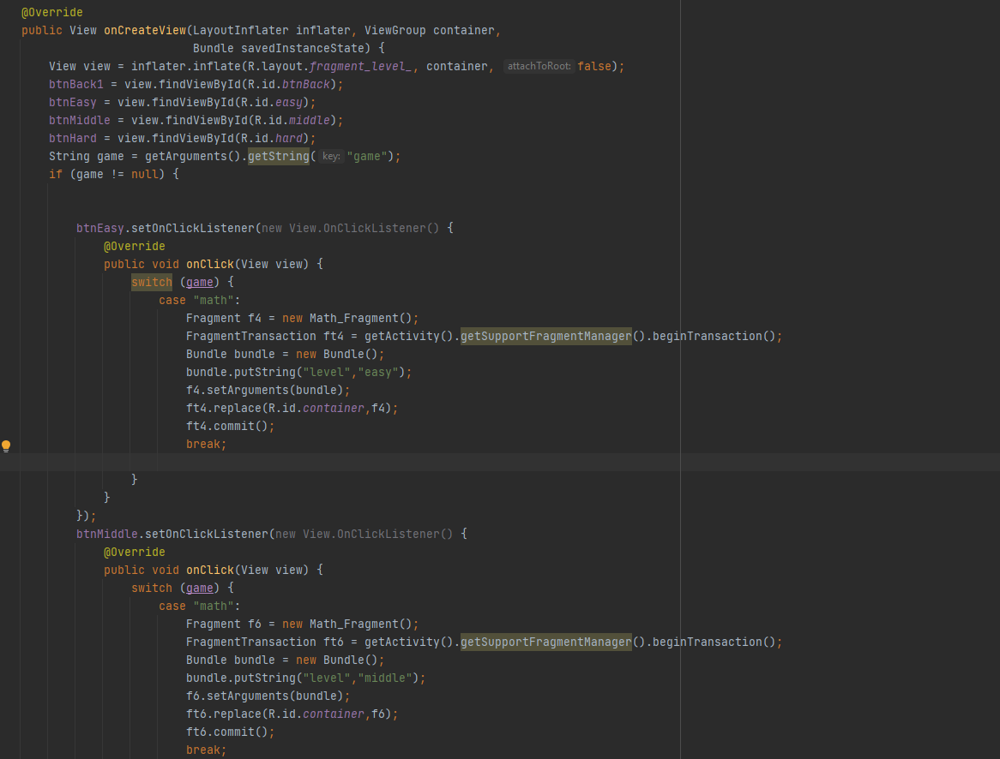 @Override
public View onCreateView(LayoutInflater inflater, ViewGroup container,
                         Bundle savedInstanceState) {
    View view = inflater.inflate(R.layout.fragment_level_, container, attachToRoot: false);
    btnBack1 = view.findViewById(R.id.btnBack);
    btnEasy = view.findViewById(R.id.easy);
    btnMiddle = view.findViewById(R.id.middle);
    btnHard = view.findViewById(R.id.hard);
    String game = getArguments().getString( key: "game");
    if (game != null) {
        btnEasy.setOnClickListener(new View.OnClickListener() {
            @Override
            public void onClick(View view) {
                switch (game) {
                    case "math":
                        Fragment f4 = new Math_Fragment();
                        FragmentTransaction ft4 = getActivity().getSupportFragmentManager().beginTransaction();
                        Bundle bundle = new Bundle();
                        bundle.putString("level","easy");
                        f4.setArguments(bundle);
                        ft4.replace(R.id.container,f4);
                        ft4.commit();
                        break;
                }
            }
        });
        btnMiddle.setOnClickListener(new View.OnClickListener() {
            @Override
            public void onClick(View view) {
                switch (game) {
                    case "math":
                        Fragment f6 = new Math_Fragment();
                        FragmentTransaction ft6 = getActivity().getSupportFragmentManager().beginTransaction();
                        Bundle bundle = new Bundle();
                        bundle.putString("level","middle");
                        f6.setArguments(bundle);
                        ft6.replace(R.id.container,f6);
                        ft6.commit();
                        break;